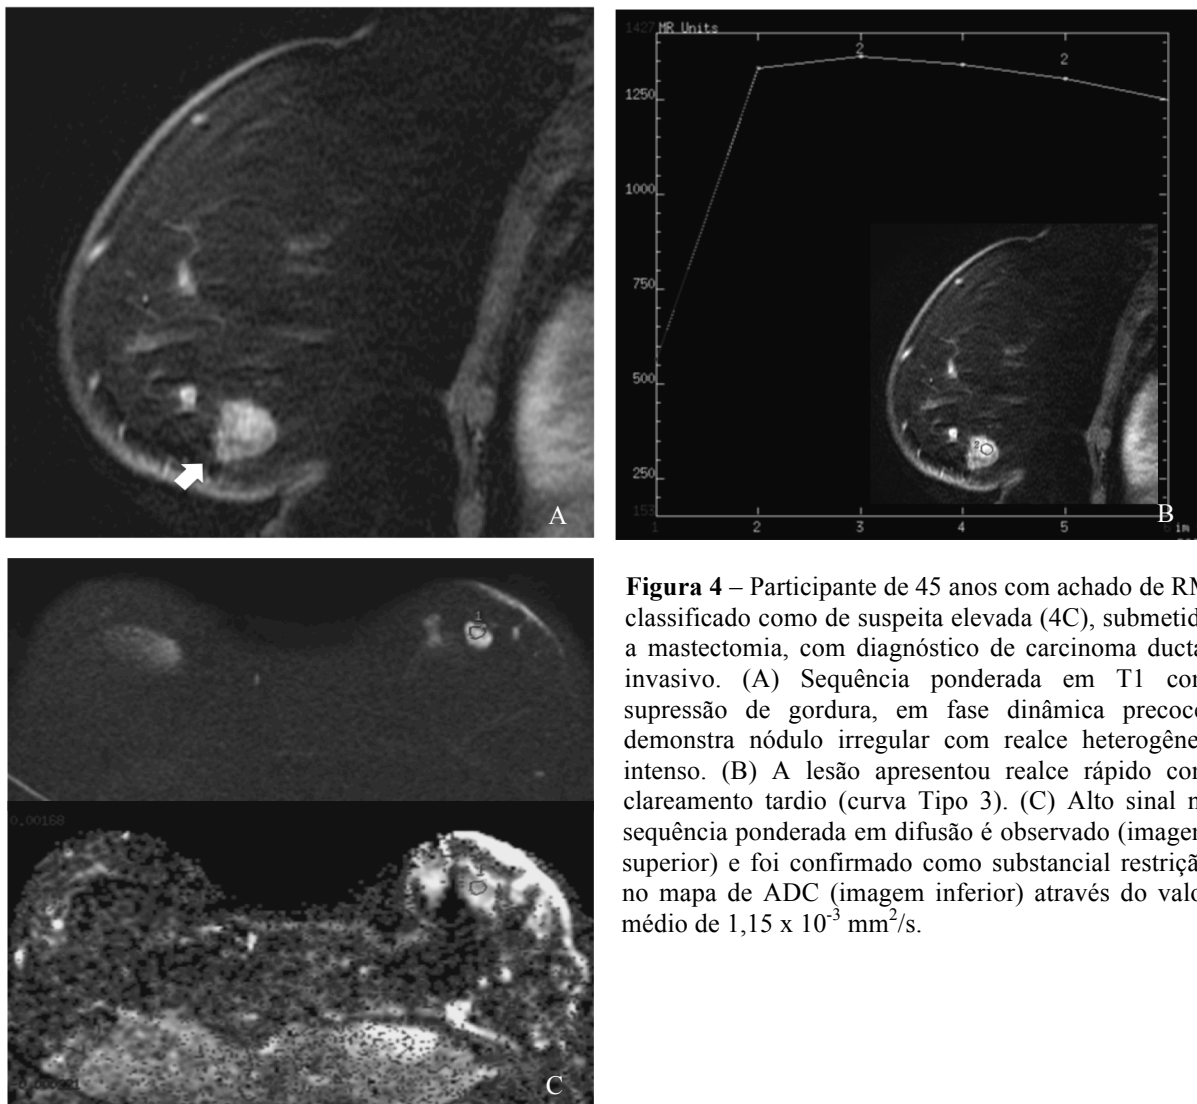 1427 MR Units
1250
1000
750
500
250
153
1 2 3 4 5 6 im
2
2
2
A
B
1
0.00168
C
Figura 4 – Participante de 45 anos com achado de RM
classificado como de suspeita elevada (4C), submetid
a mastectomia, com diagnóstico de carcinoma ducta
invasivo. (A) Sequência ponderada em T1 con
supressão de gordura, em fase dinâmica precoc
demonstra nódulo irregular com realce heterogêne
intenso. (B) A lesão apresentou realce rápido con
clareamento tardio (curva Tipo 3). (C) Alto sinal n
sequência ponderada em difusão é observado (imagen
superior) e foi confirmado como substancial restriçã
no mapa de ADC (imagem inferior) através do valo
médio de 1,15 x 10⁻³ mm²/s.